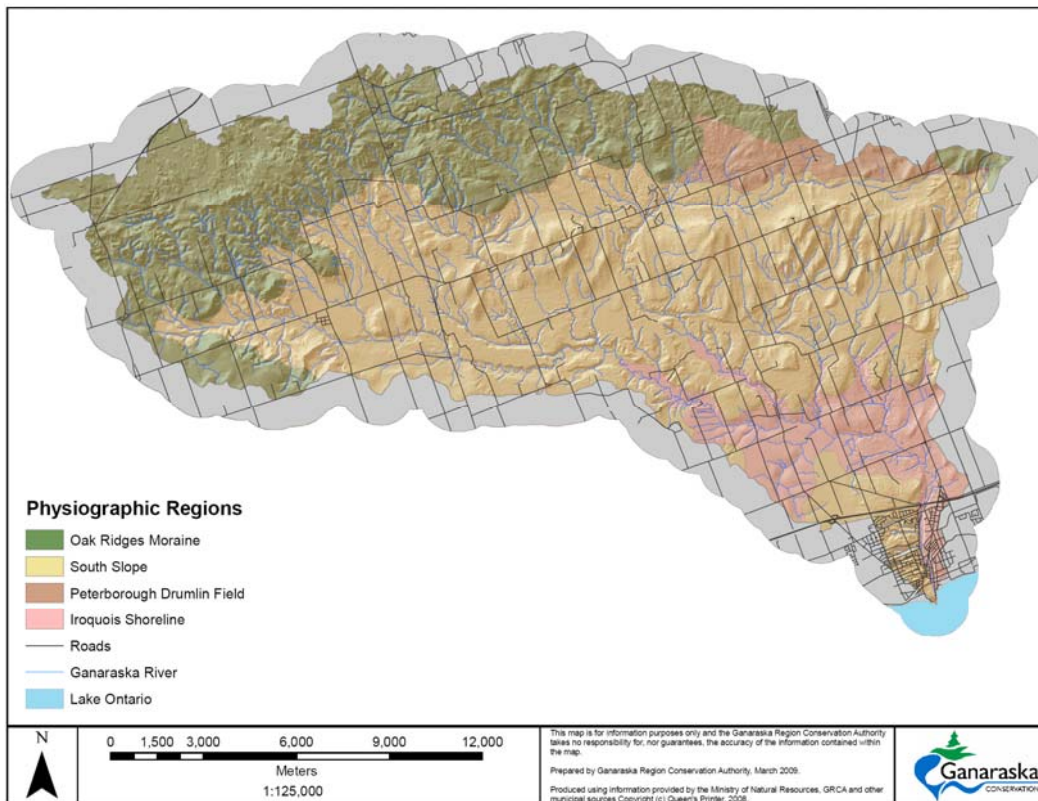 Physiographic Regions
Oak Ridges Moraine
South Slope
Peterborough Drumlin Field
Iroquois Shoreline
Roads
Ganaraska River
Lake Ontario
N
0 1,500 3,000 6,000 9,000 12,000
Meters
1:125,000
This map is for information purposes only and the Ganaraska Region Conservation Authority
takes no responsibility for, nor guarantees, the accuracy of the information contained within
the map.
Prepared by Ganaraska Region Conservation Authority, March 2009.
Produced using information provided by the Ministry of Natural Resources, GRCA and other
municipal sources Copyright (c) Queen's Printer, 2008.
Ganaraska
CONSERVATION